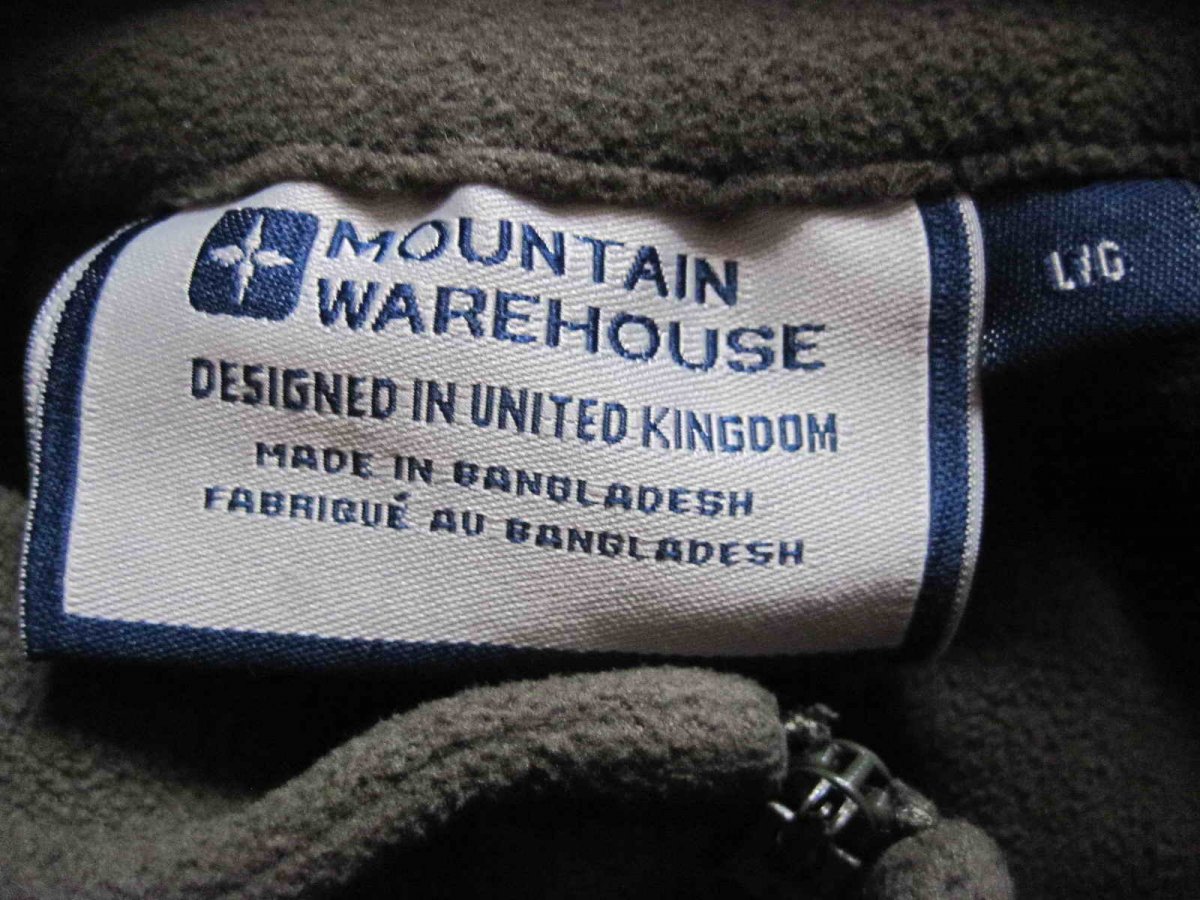 MOUNTAIN
WAREHOUSE
DESIGNED IN UNITED KINGDOM
MADE IN BANGLADESH
FABRIQUÉ AU BANGLADESH
L/G